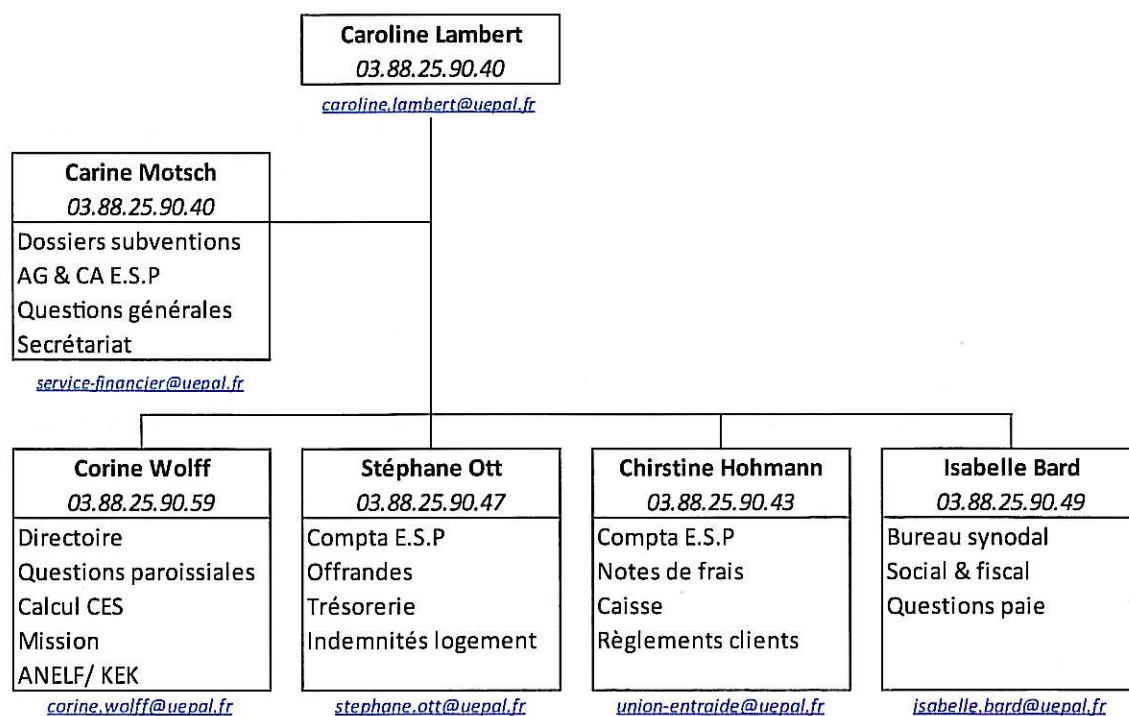 Caroline Lambert
03.88.25.90.40
caroline.lambert@uepal.fr
Carine Motsch
03.88.25.90.40
Dossiers subventions
AG & CA E.S.P
Questions générales
Secrétariat
service-financier@uepal.fr
Corine Wolff
03.88.25.90.59
Directoire
Questions paroissiales
Calcul CES
Mission
ANELF/ KEK
corine.wolff@uepal.fr
Stéphane Ott
03.88.25.90.47
Compta E.S.P
Offrandes
Trésorerie
Indemnités logement
stephane.ott@uepal.fr
Chirstine Hohmann
03.88.25.90.43
Compta E.S.P
Notes de frais
Caisse
Règlements clients
union-entraide@uepal.fr
Isabelle Bard
03.88.25.90.49
Bureau synodal
Social & fiscal
Questions paie
isabelle.bard@uepal.fr